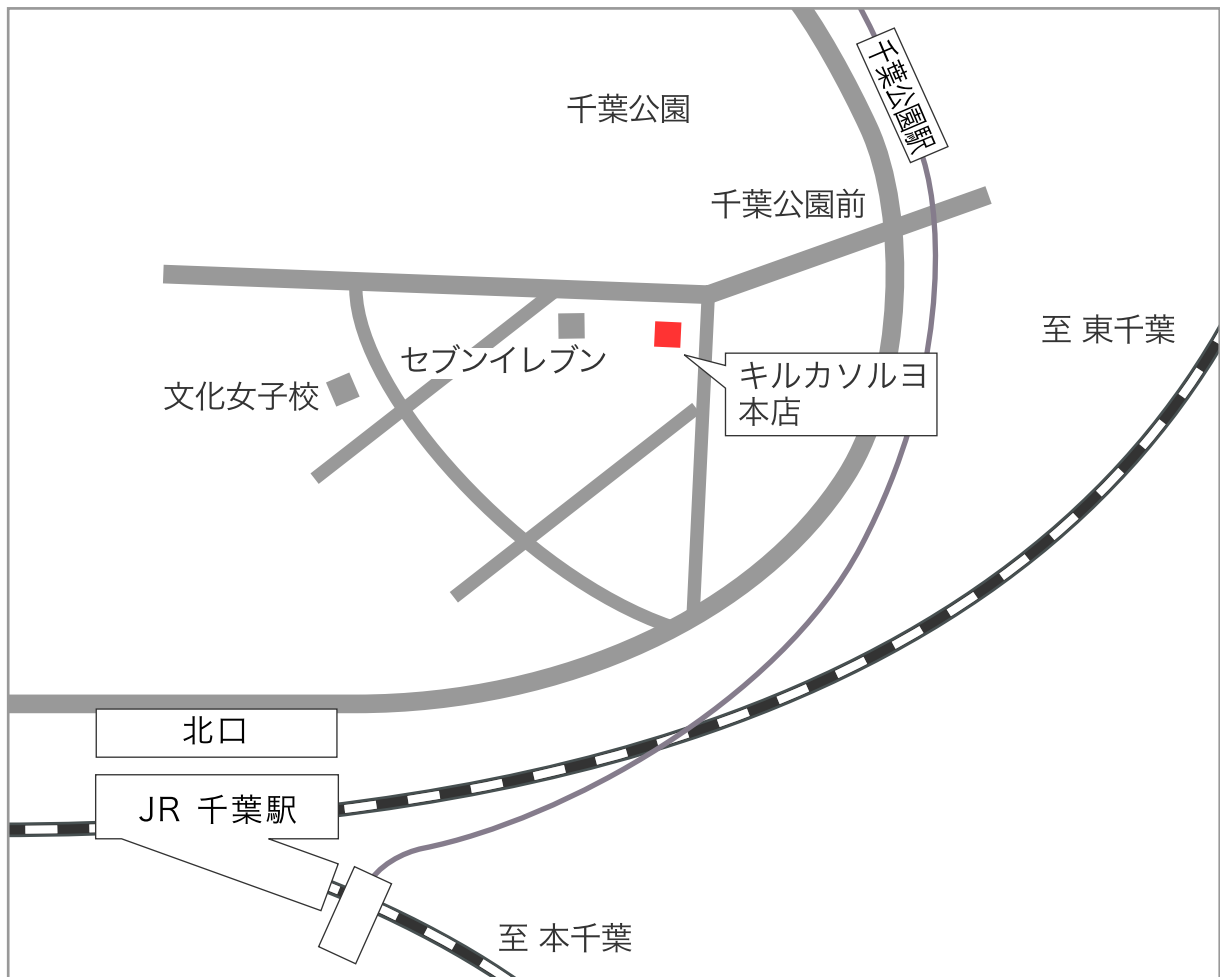 千葉公園駅
千葉公園
千葉公園前
至 東千葉
セブンイレブン
キルカソルヨ
本店
文化女子校
北口
JR 千葉駅
至 本千葉